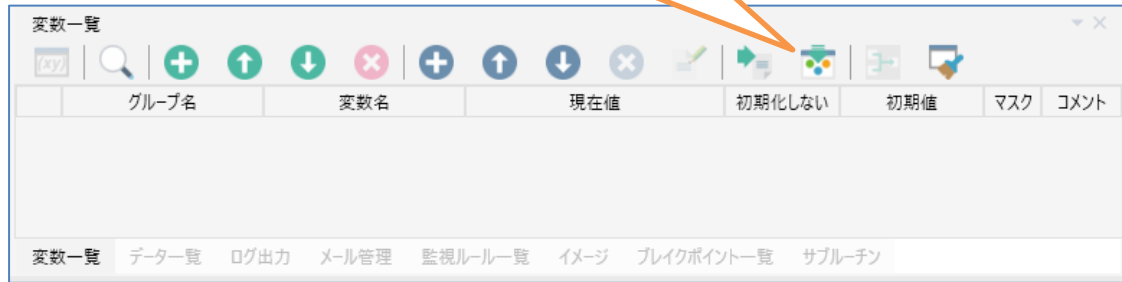 変数一覧
(xy)
グループ名 変数名 現在値 初期化しない 初期値 マスク コメント
変数一覧 データ一覧 ログ出力 メール管理 監視ルール一覧 イメージ ブレイクポイント一覧 サブルーチン